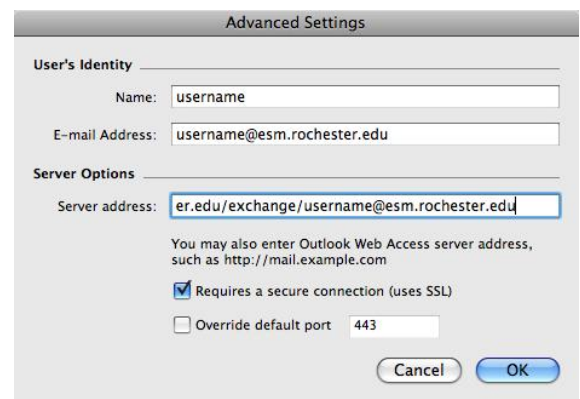 Advanced Settings
User's Identity
Name: username
E-mail Address: username@esm.rochester.edu
Server Options
Server address: er.edu/exchange/username@esm.rochester.edu
You may also enter Outlook Web Access server address,
such as http://mail.example.com
Requires a secure connection (uses SSL)
Override default port 443
Cancel OK